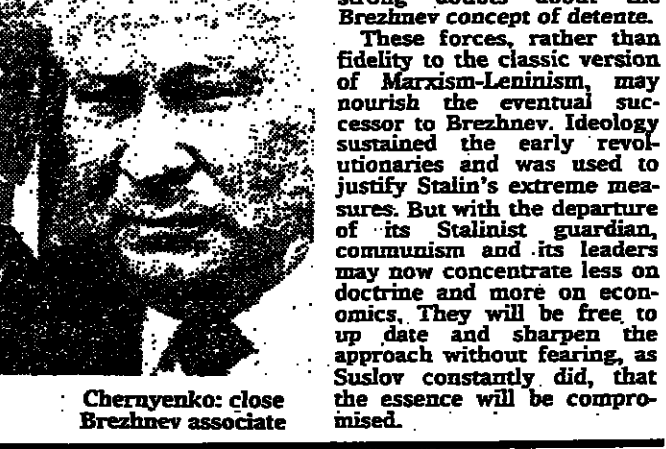 strong doubts about the
Brezhnev concept of detente.
These forces, rather than
fidelity to the classic version
of Marxism-Leninism, may
nourish the eventual suc-
cessor to Brezhnev. Ideology
sustained the early revol-
utionaries and was used to
justify Stalin's extreme mea-
sures. But with the departure
of its Stalinist guardian,
communism and its leaders
may now concentrate less on
doctrine and more on econ-
omics. They will be free to
up date and sharpen the
approach without fearing, as
Suslov constantly did, that
the essence will be compro-
mised.
Chernyenko: close
Brezhnev associate